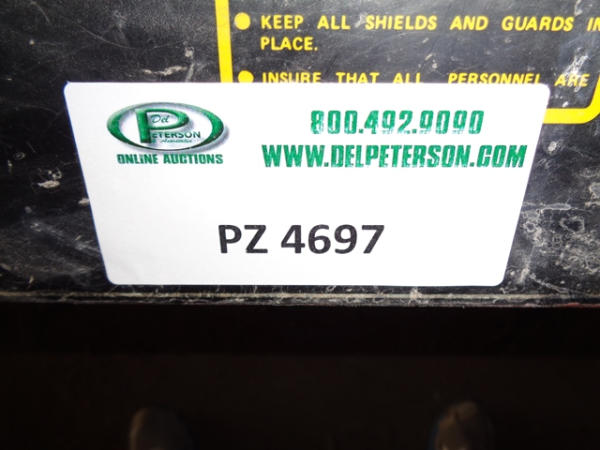 • KEEP ALL SHIELDS AND GUARDS IN
PLACE.
• INSURE THAT ALL PERSONNEL ARE
Del
PETERSON
& Associates
ONLINE AUCTIONS
800.492.9090
WWW.DELPETERSON.COM
PZ 4697